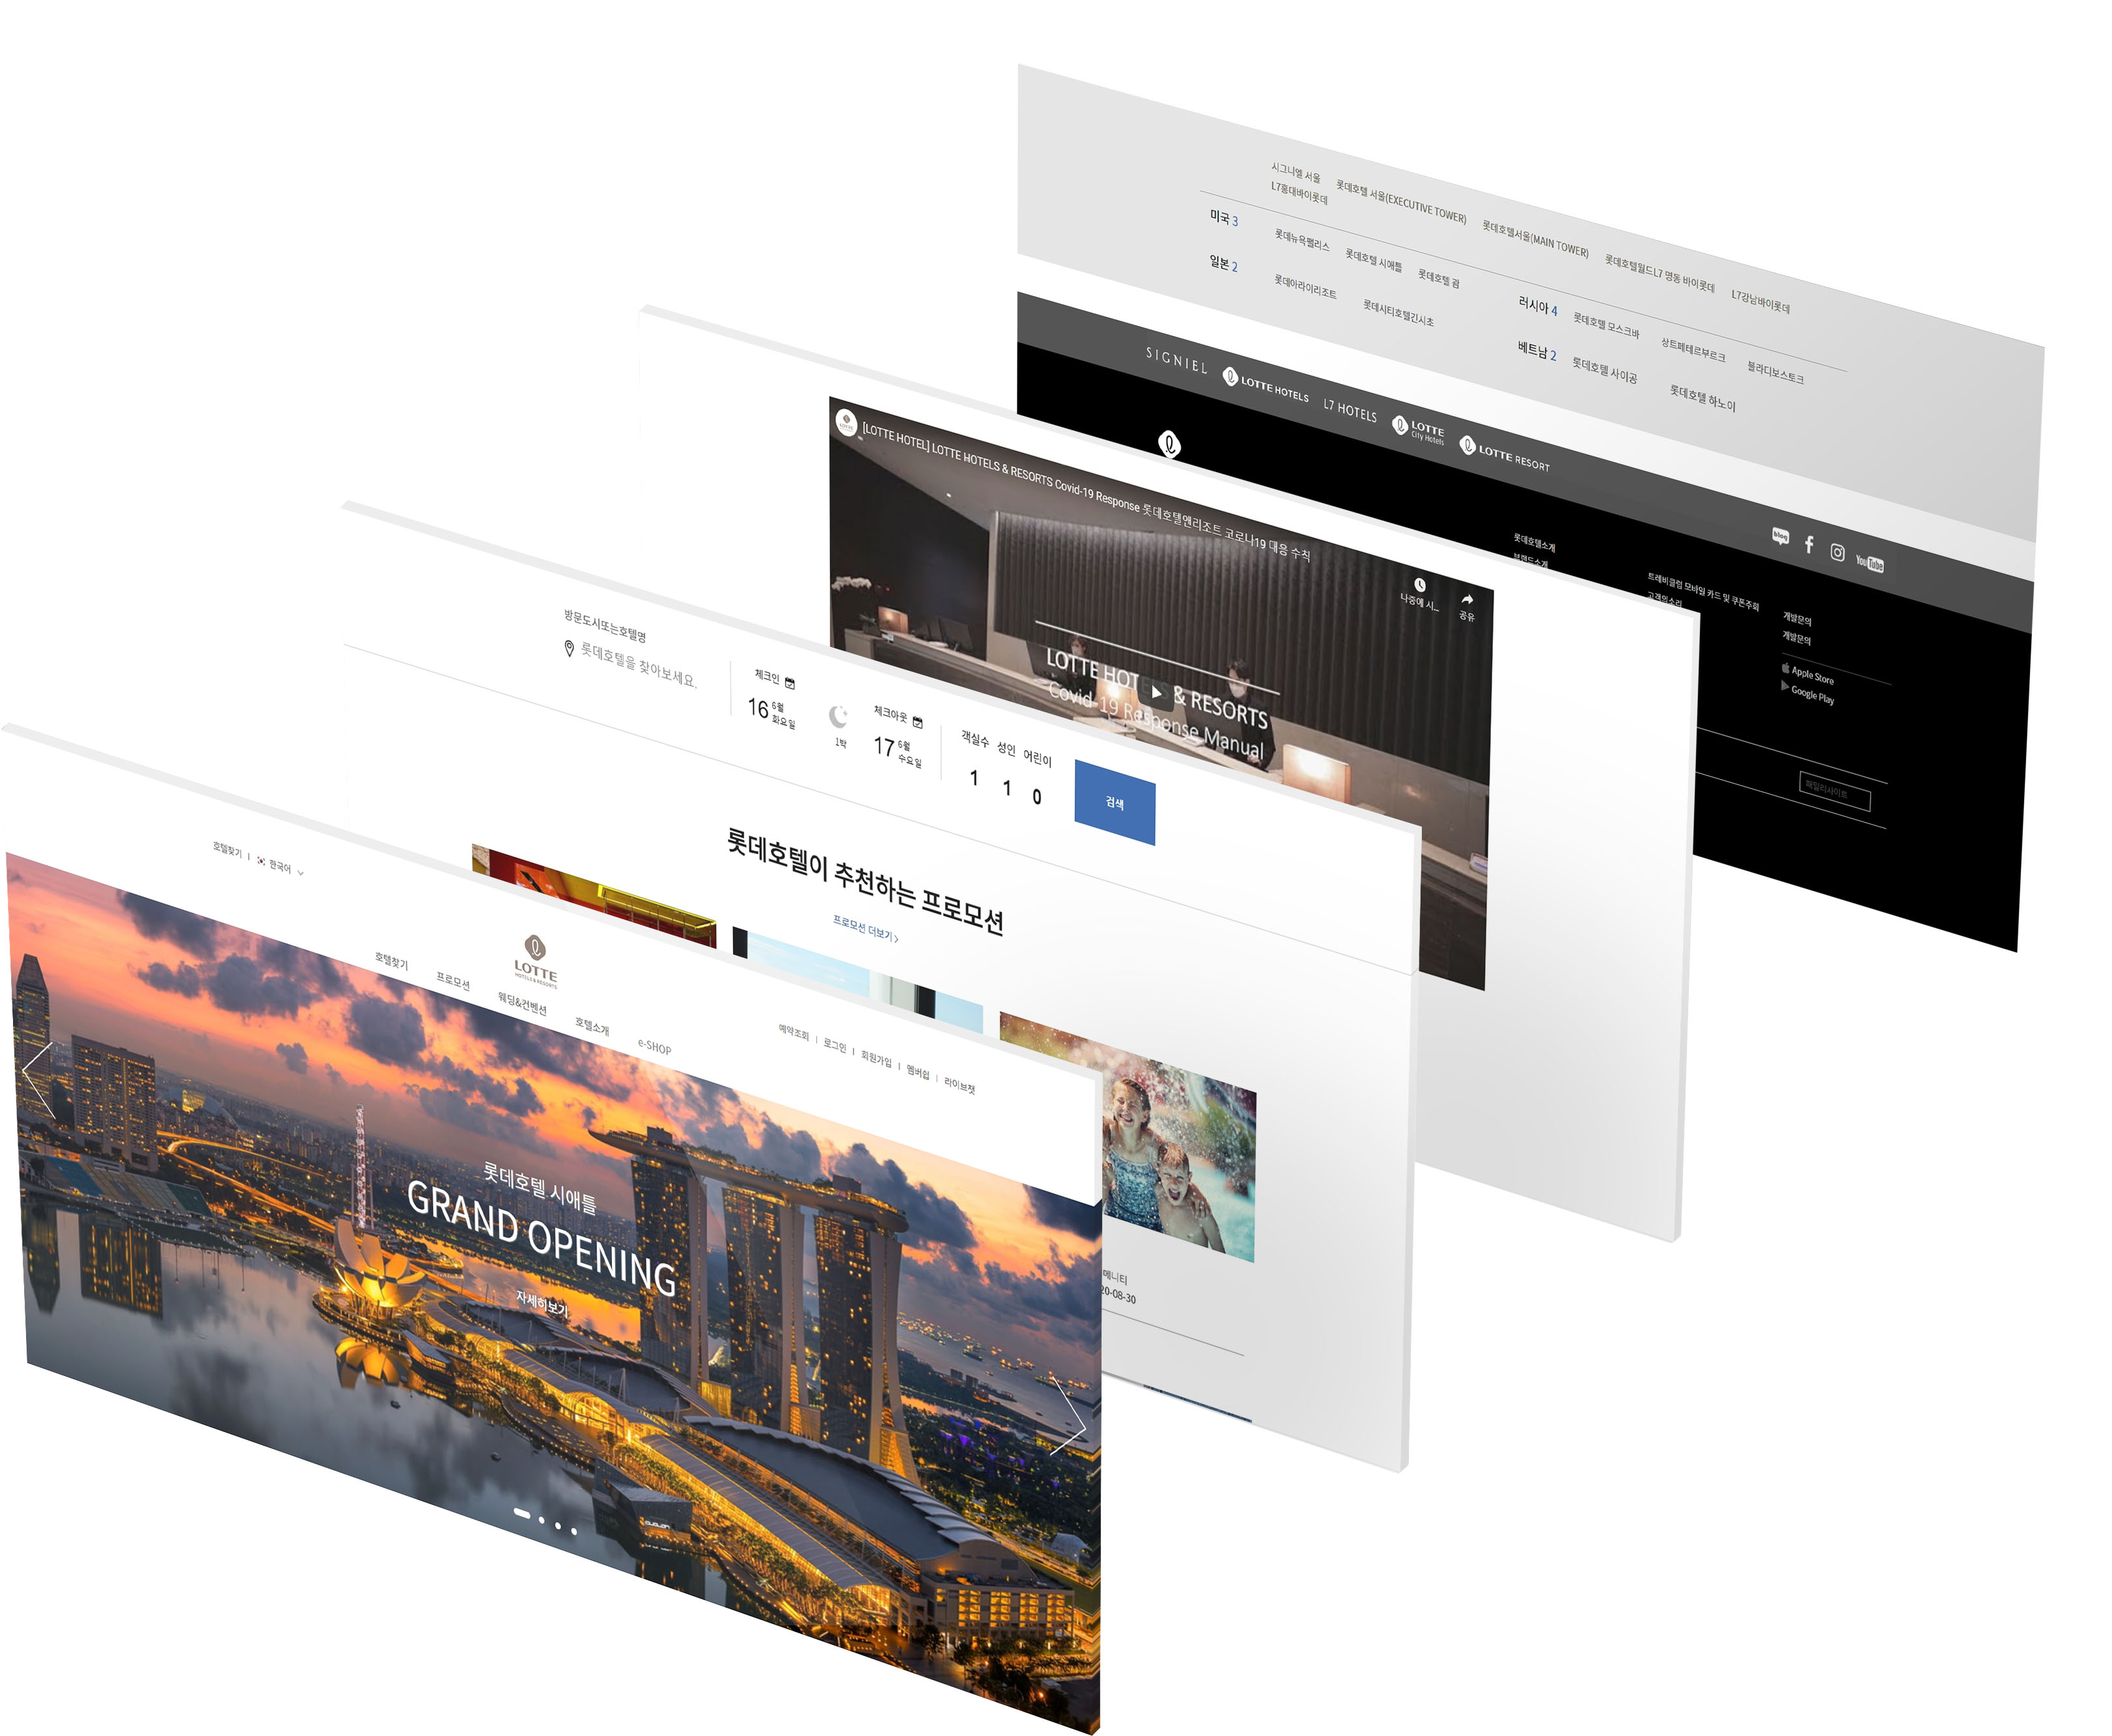 호텔찾기 | 한국어
LOTTE
HOTELS & RESORTS
호텔찾기 프로모션 웨딩&컨벤션 호텔소개 e-SHOP
예약조회 | 로그인 | 회원가입 | 멤버쉽 | 라이브챗
롯데호텔 시애틀
GRAND OPENING
자세히보기
방문도시또는호텔명
롯데호텔을 찾아보세요.
체크인
16 6월 화요일
1박
체크아웃
17 6월 수요일
객실수 성인 어린이
1 1 0
검색
롯데호텔이 추천하는 프로모션
프로모션 더보기 >
메니티
20-08-30
[LOTTE HOTEL] LOTTE HOTELS & RESORTS Covid-19 Response 롯데호텔앤리조트 코로나19 대응 수칙
나중에 시...
공유
LOTTE HOT & RESORTS
Covid-19 Response Manual
시그니엘 서울 롯데호텔 서울(EXECUTIVE TOWER) 롯데호텔서울(MAIN TOWER) 롯데호텔월드L7 명동 바이롯데 L7강남바이롯데
L7홍대바이롯데
미국 3 롯데뉴욕팰리스 롯데호텔 시애틀 롯데호텔 괌
러시아 4 롯데호텔 모스크바 상트페테르부르크 블라디보스토크
일본 2 롯데아라이리조트 롯데시티호텔긴시초
베트남 2 롯데호텔 사이공 롯데호텔 하노이
SIGNIEL LOTTE HOTELS L7 HOTELS LOTTE City Hotels LOTTE RESORT
blog YouTube
롯데호텔소개
브랜드소개
트레비클럽 모바일 카드 및 쿠폰주회
고객의소리
개발문의
개발문의
Apple Store
Google Play
패밀리사이트